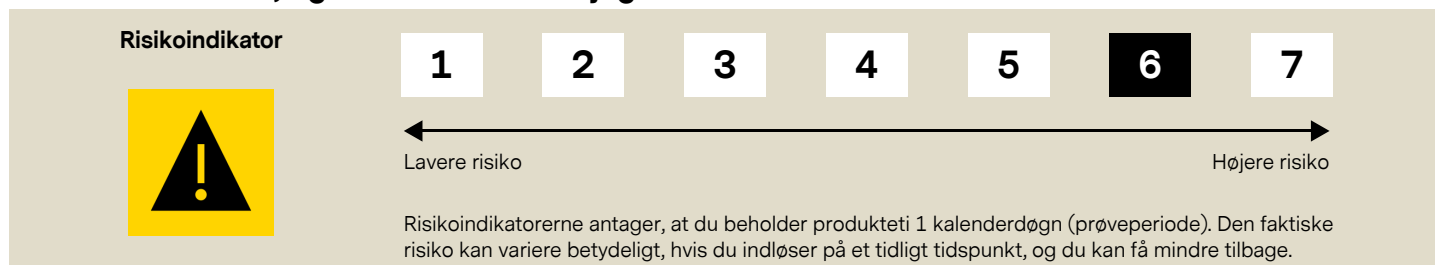 Risikoindikator
1 2 3 4 5 6 7
Lavere risiko Højere risiko
Risikoindikatorerne antager, at du beholder produkteti 1 kalenderdøgn (prøveperiode). Den faktiske
risiko kan variere betydeligt, hvis du indløser på et tidligt tidspunkt, og du kan få mindre tilbage.